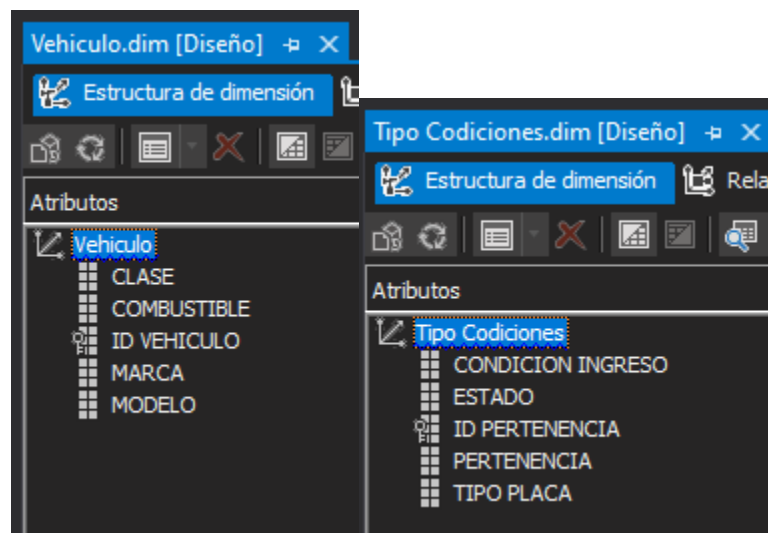 Vehiculo.dim [Diseño]
Estructura de dimensión
Atributos
Vehiculo
CLASE
COMBUSTIBLE
ID VEHICULO
MARCA
MODELO
Tipo Codiciones.dim [Diseño]
Estructura de dimensión
Rela
Atributos
Tipo Codiciones
CONDICION INGRESO
ESTADO
ID PERTENENCIA
PERTENENCIA
TIPO PLACA